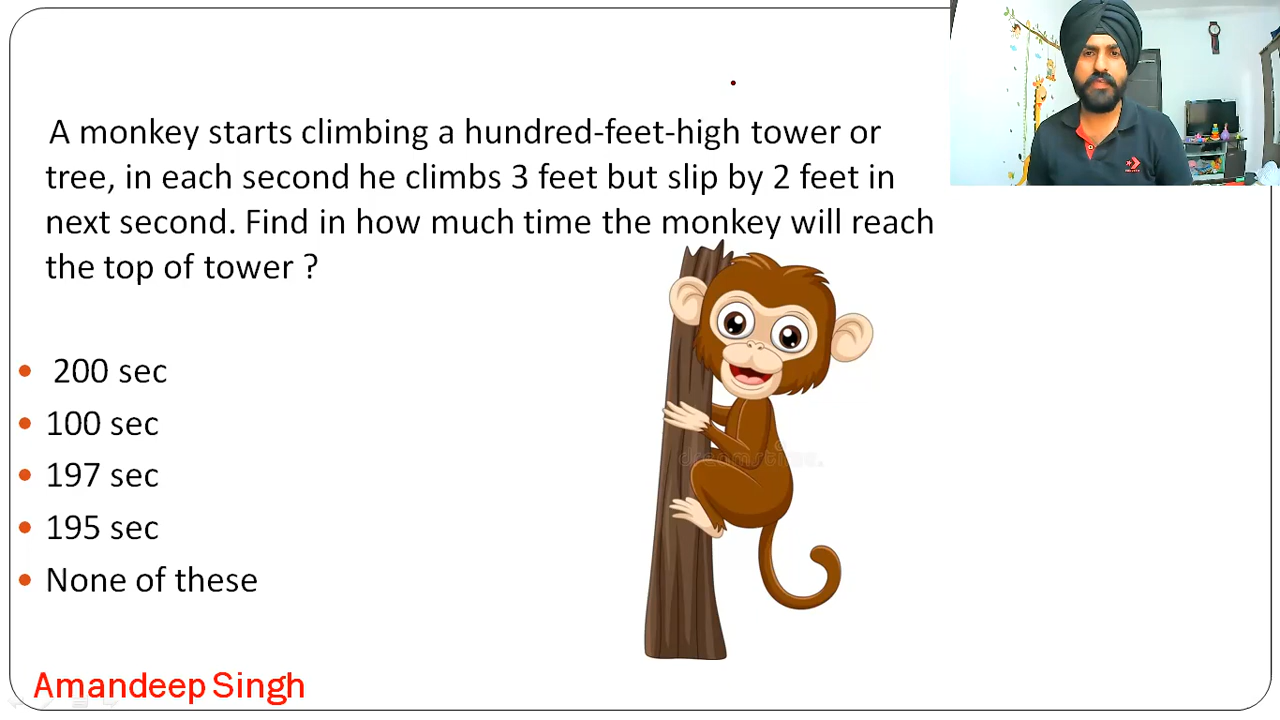 A monkey starts climbing a hundred-feet-high tower or
tree, in each second he climbs 3 feet but slip by 2 feet in
next second. Find in how much time the monkey will reach
the top of tower ?
• 200 sec
• 100 sec
• 197 sec
• 195 sec
• None of these
dreamstime.
Amandeep Singh